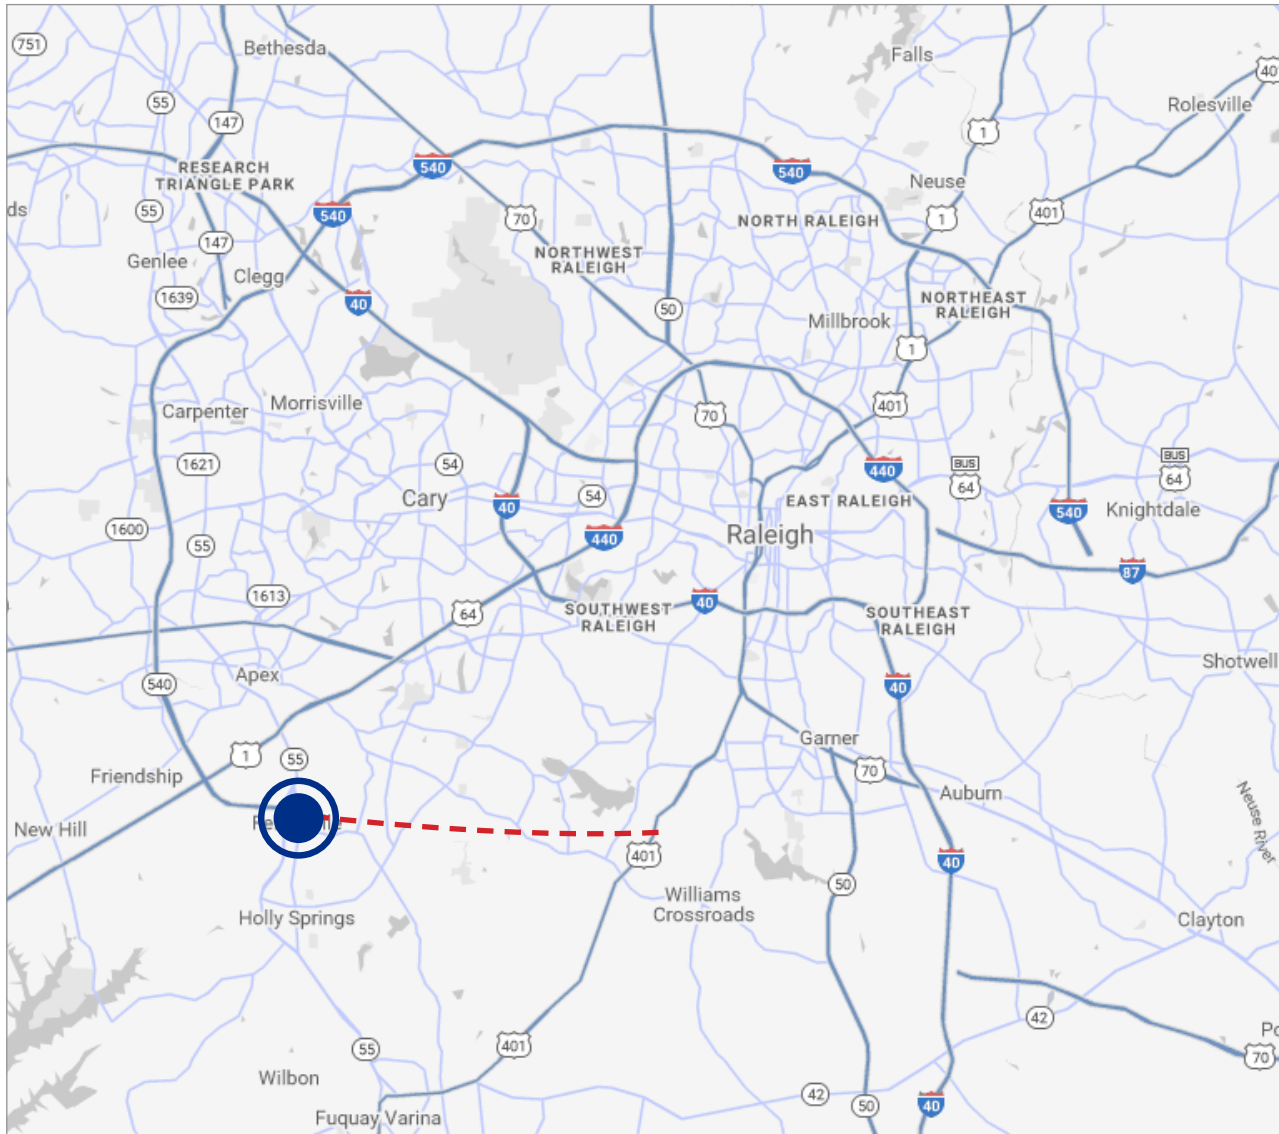 751
Bethesda
Falls
401
Rolesville
55
147
1
540
540
RESEARCH
TRIANGLE PARK
Neuse
ds
55
540
70
1
401
NORTH RALEIGH
147
Genlee
NORTHWEST
RALEIGH
Clegg
1639
40
50
NORTHEAST
RALEIGH
Millbrook
1
Carpenter
Morrisville
70
401
1621
54
440
BUS
64
BUS
64
Cary
54
40
EAST RALEIGH
540
Knightdale
1600
55
440
Raleigh
87
1613
64
SOUTHWEST
RALEIGH
40
SOUTHEAST
RALEIGH
Shotwell
Apex
540
40
Garner
1
55
70
Friendship
Auburn
Neuse River
New Hill
401
40
50
Williams
Crossroads
Holly Springs
Clayton
42
401
55
70
Wilbon
42
50
40
Fuquay Varina